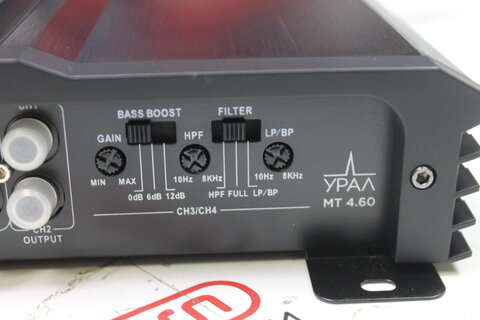 BASS BOOST FILTER
GAIN HPF LP/BP
MIN MAX 10Hz 8KHz 10Hz 8KHz
0dB 6dB 12dB HPF FULL LP/BP
CH3/CH4
CH2
OUTPUT
УРАЛ
MT 4.60